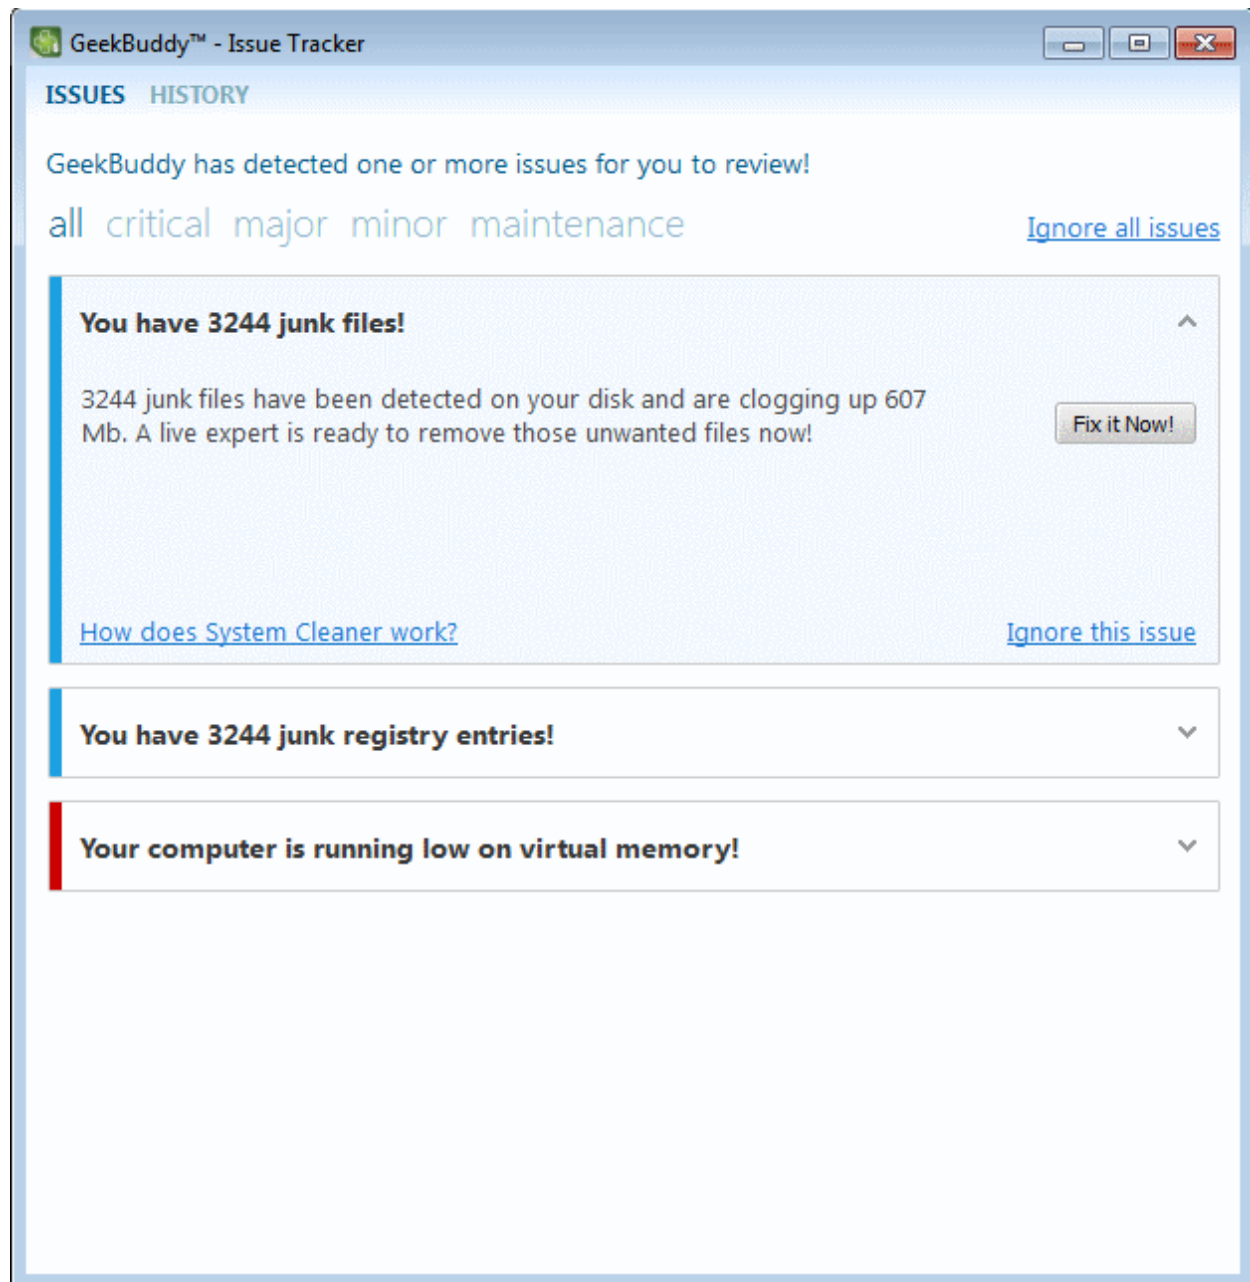 GeekBuddy™ - Issue Tracker
ISSUES HISTORY
GeekBuddy has detected one or more issues for you to review!
all critical major minor maintenance
Ignore all issues
You have 3244 junk files!
3244 junk files have been detected on your disk and are clogging up 607
Mb. A live expert is ready to remove those unwanted files now!
Fix it Now!
How does System Cleaner work?
Ignore this issue
You have 3244 junk registry entries!
Your computer is running low on virtual memory!